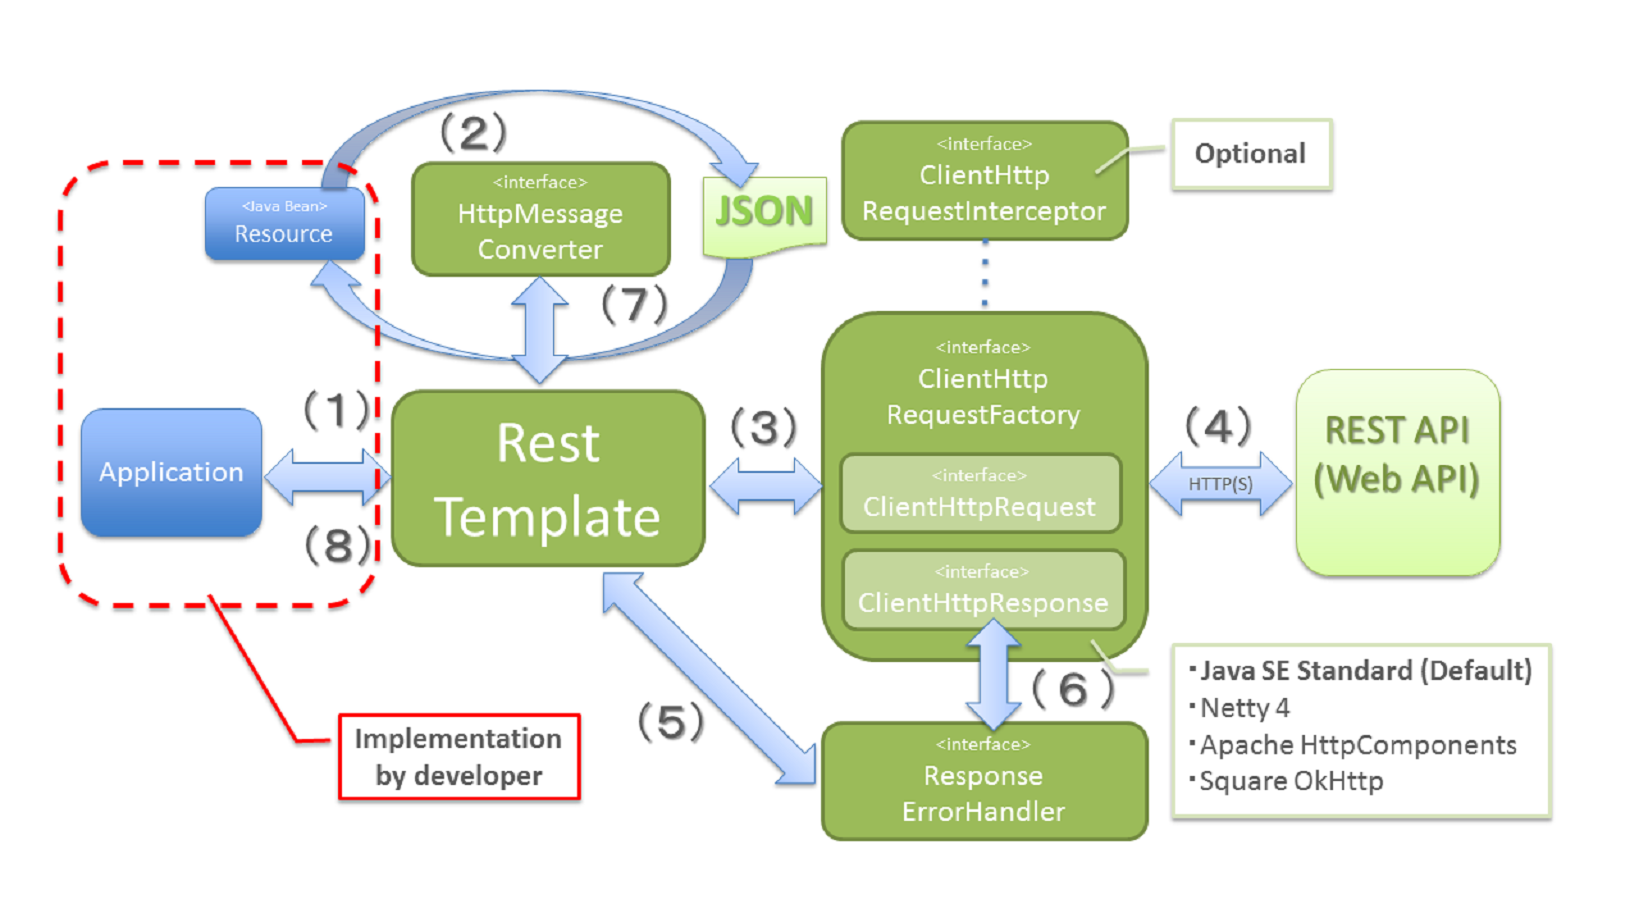 (2)
<Java Bean>
Resource
<interface>
HttpMessage
Converter
JSON
<interface>
ClientHttp
RequestInterceptor
Optional
(7)
<interface>
ClientHttp
RequestFactory
(1)
Application
(8)
Rest
Template
(3)
<interface>
ClientHttpRequest
<interface>
ClientHttpResponse
(4)
HTTP(S)
REST API
(Web API)
(5)
(6)
<interface>
Response
ErrorHandler
・Java SE Standard (Default)
・Netty 4
・Apache HttpComponents
・Square OkHttp
Implementation
by developer